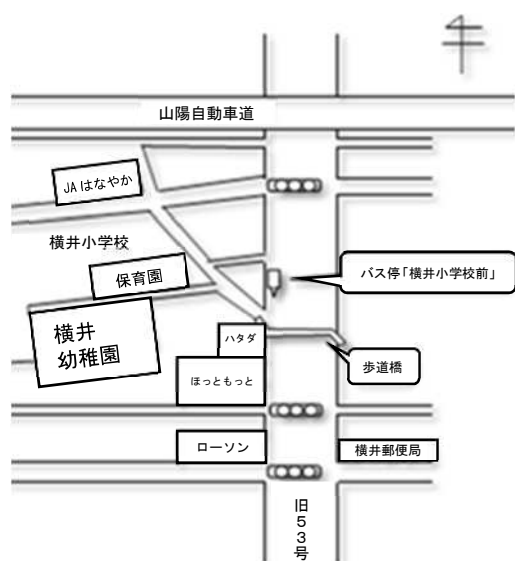 山陽自動車道
JAはなやか
横井小学校
保育園
バス停「横井小学校前」
横井
幼稚園
ハタダ
歩道橋
ほっともっと
ローソン
横井郵便局
旧53号